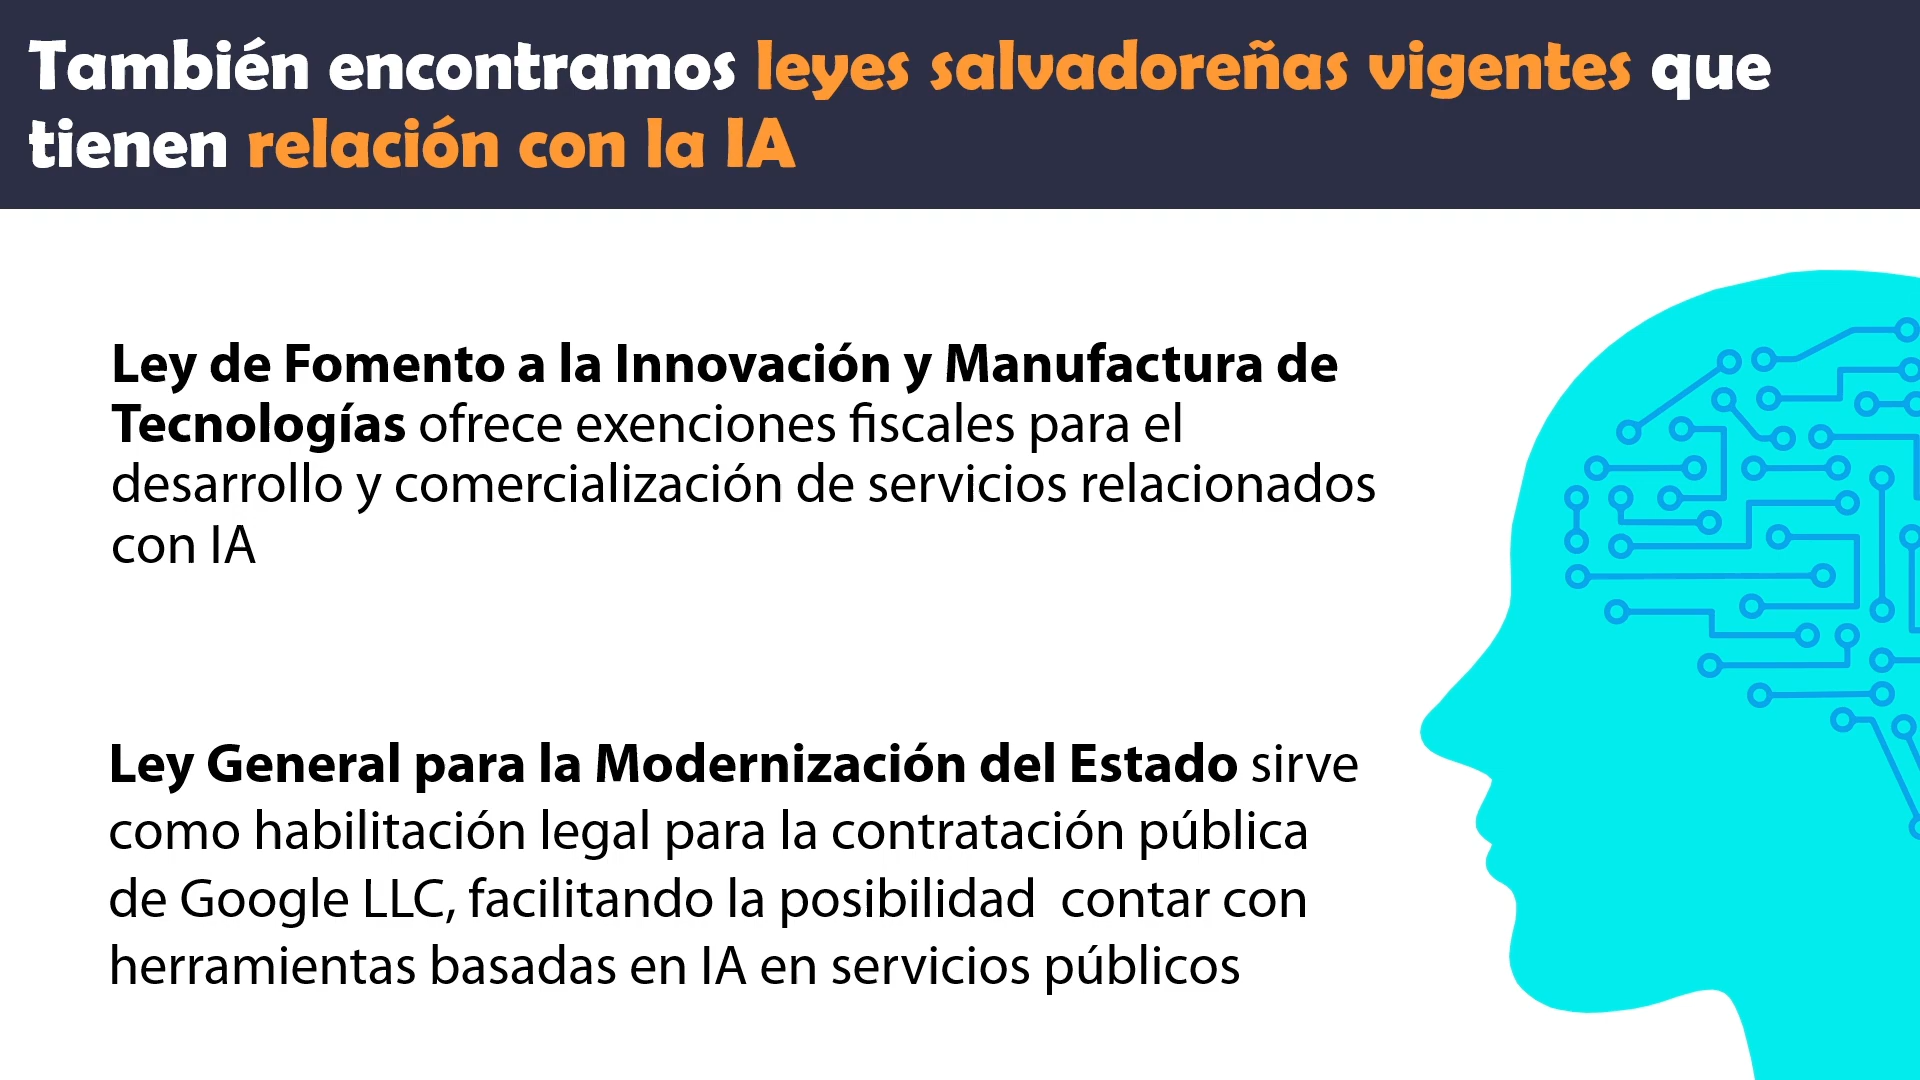 También encontramos leyes salvadoreñas vigentes que
tienen relación con la IA
Ley de Fomento a la Innovación y Manufactura de
Tecnologías ofrece exenciones fiscales para el
desarrollo y comercialización de servicios relacionados
con IA
Ley General para la Modernización del Estado sirve
como habilitación legal para la contratación pública
de Google LLC, facilitando la posibilidad  contar con
herramientas basadas en IA en servicios públicos